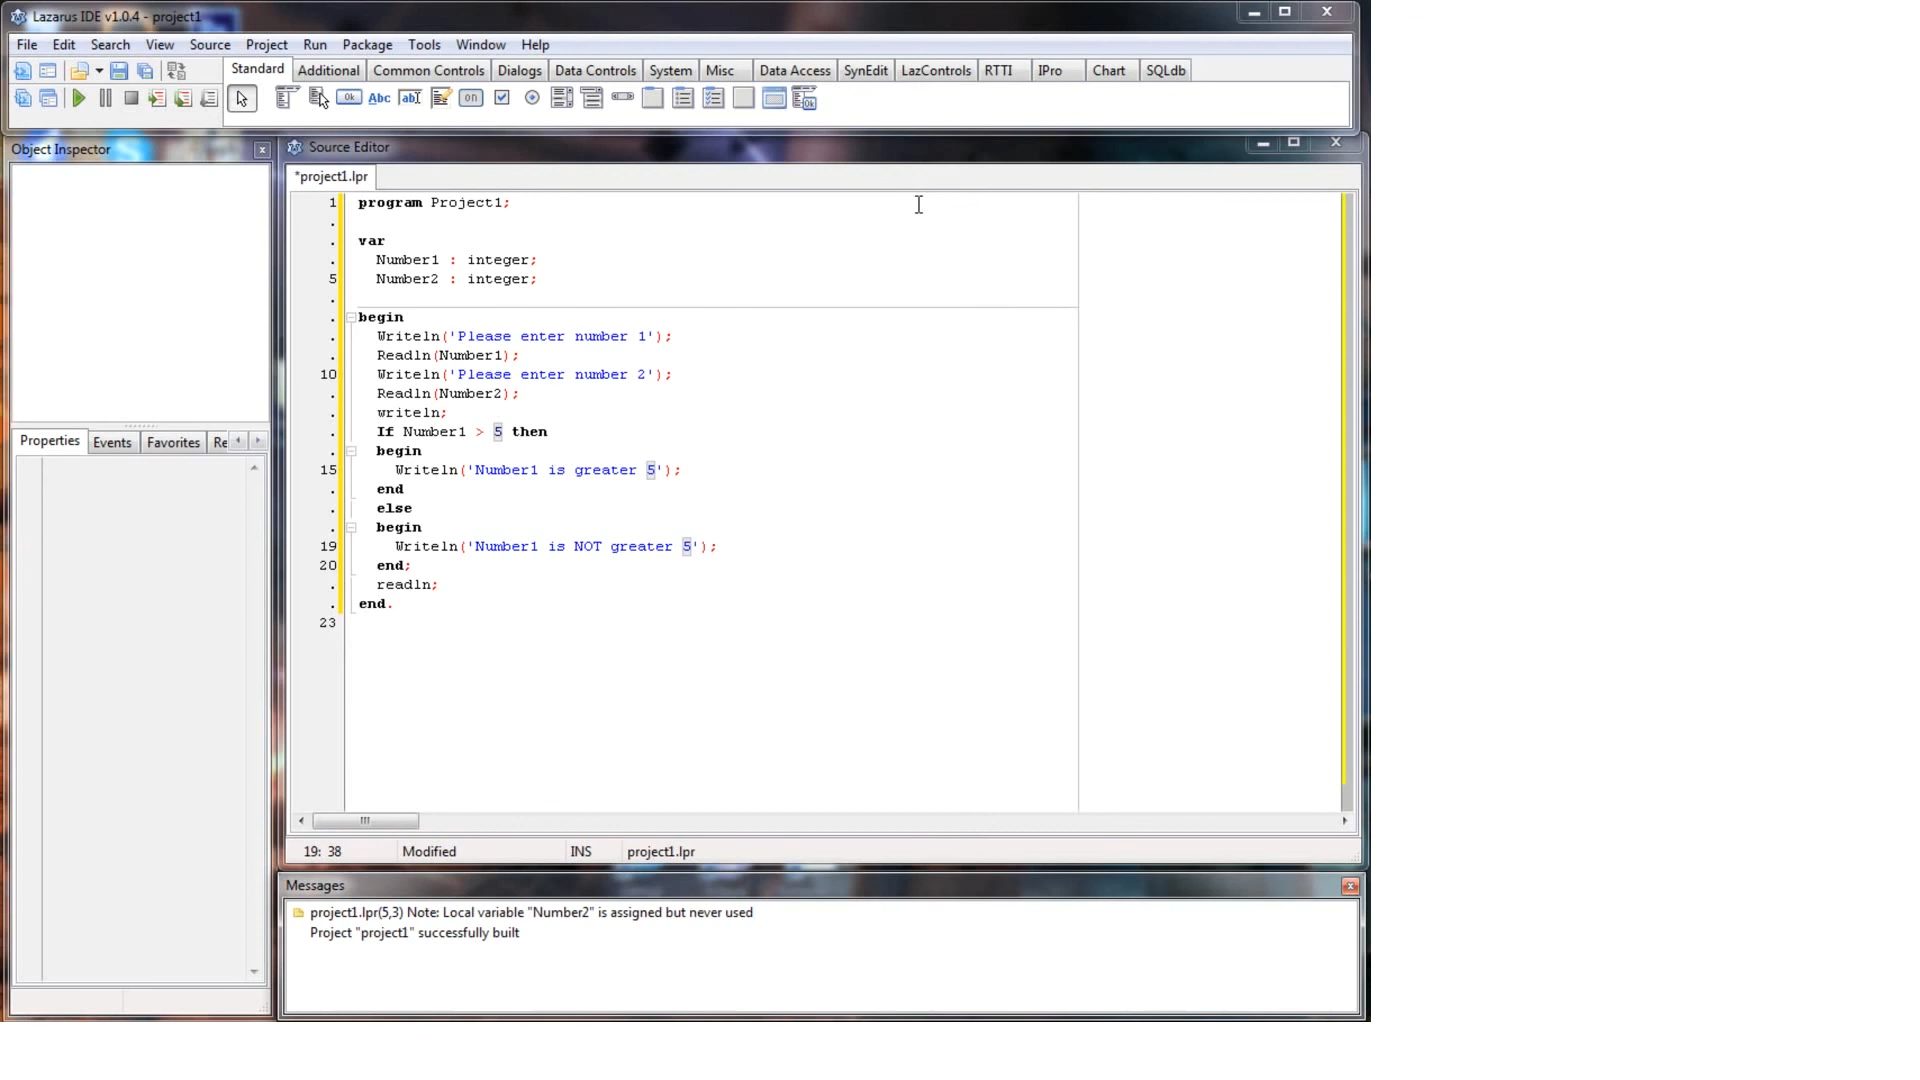 Lazarus IDE v1.0.4 - project1
File Edit Search View Source Project Run Package Tools Window Help
Standard Additional Common Controls Dialogs Data Controls System Misc Data Access SynEdit LazControls RTTI IPro Chart SQLdb
Ok Abc abI on Ok
Object Inspector
Properties Events Favorites Re
Source Editor
*project1.lpr
1 program Project1;
.
. var
. Number1 : integer;
5 Number2 : integer;
.
. begin
. Writeln('Please enter number 1');
. Readln(Number1);
10 Writeln('Please enter number 2');
. Readln(Number2);
. writeln;
. If Number1 > 5 then
. begin
15 Writeln('Number1 is greater 5');
. end
. else
. begin
19 Writeln('Number1 is NOT greater 5');
20 end;
. readln;
. end.
23
19: 38 Modified INS project1.lpr
Messages
project1.lpr(5,3) Note: Local variable "Number2" is assigned but never used
Project "project1" successfully built